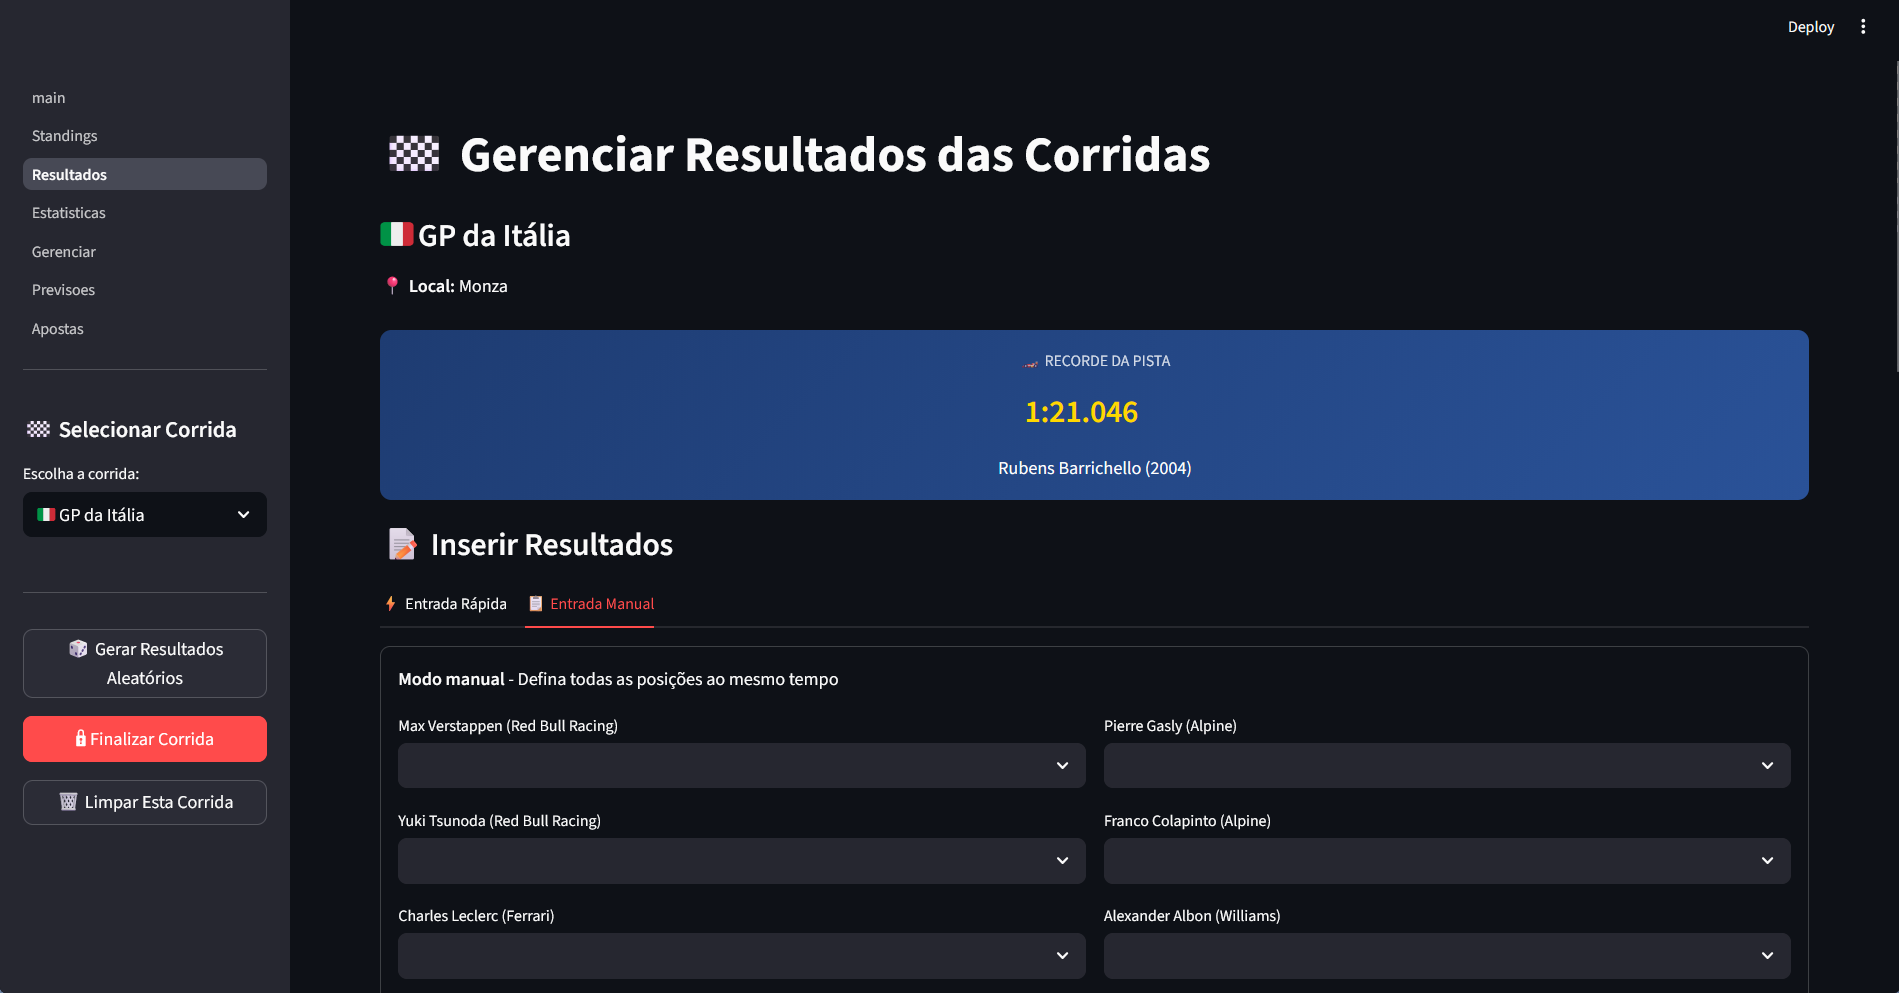 Deploy
main
Standings
Resultados
Estatisticas
Gerenciar
Previsoes
Apostas
Selecionar Corrida
Escolha a corrida:
GP da Itália
Gerar Resultados
Aleatórios
Finalizar Corrida
Limpar Esta Corrida
Gerenciar Resultados das Corridas
GP da Itália
Local: Monza
RECORDE DA PISTA
1:21.046
Rubens Barrichello (2004)
Inserir Resultados
Entrada Rápida
Entrada Manual
Modo manual - Defina todas as posições ao mesmo tempo
Max Verstappen (Red Bull Racing)
Pierre Gasly (Alpine)
Yuki Tsunoda (Red Bull Racing)
Franco Colapinto (Alpine)
Charles Leclerc (Ferrari)
Alexander Albon (Williams)